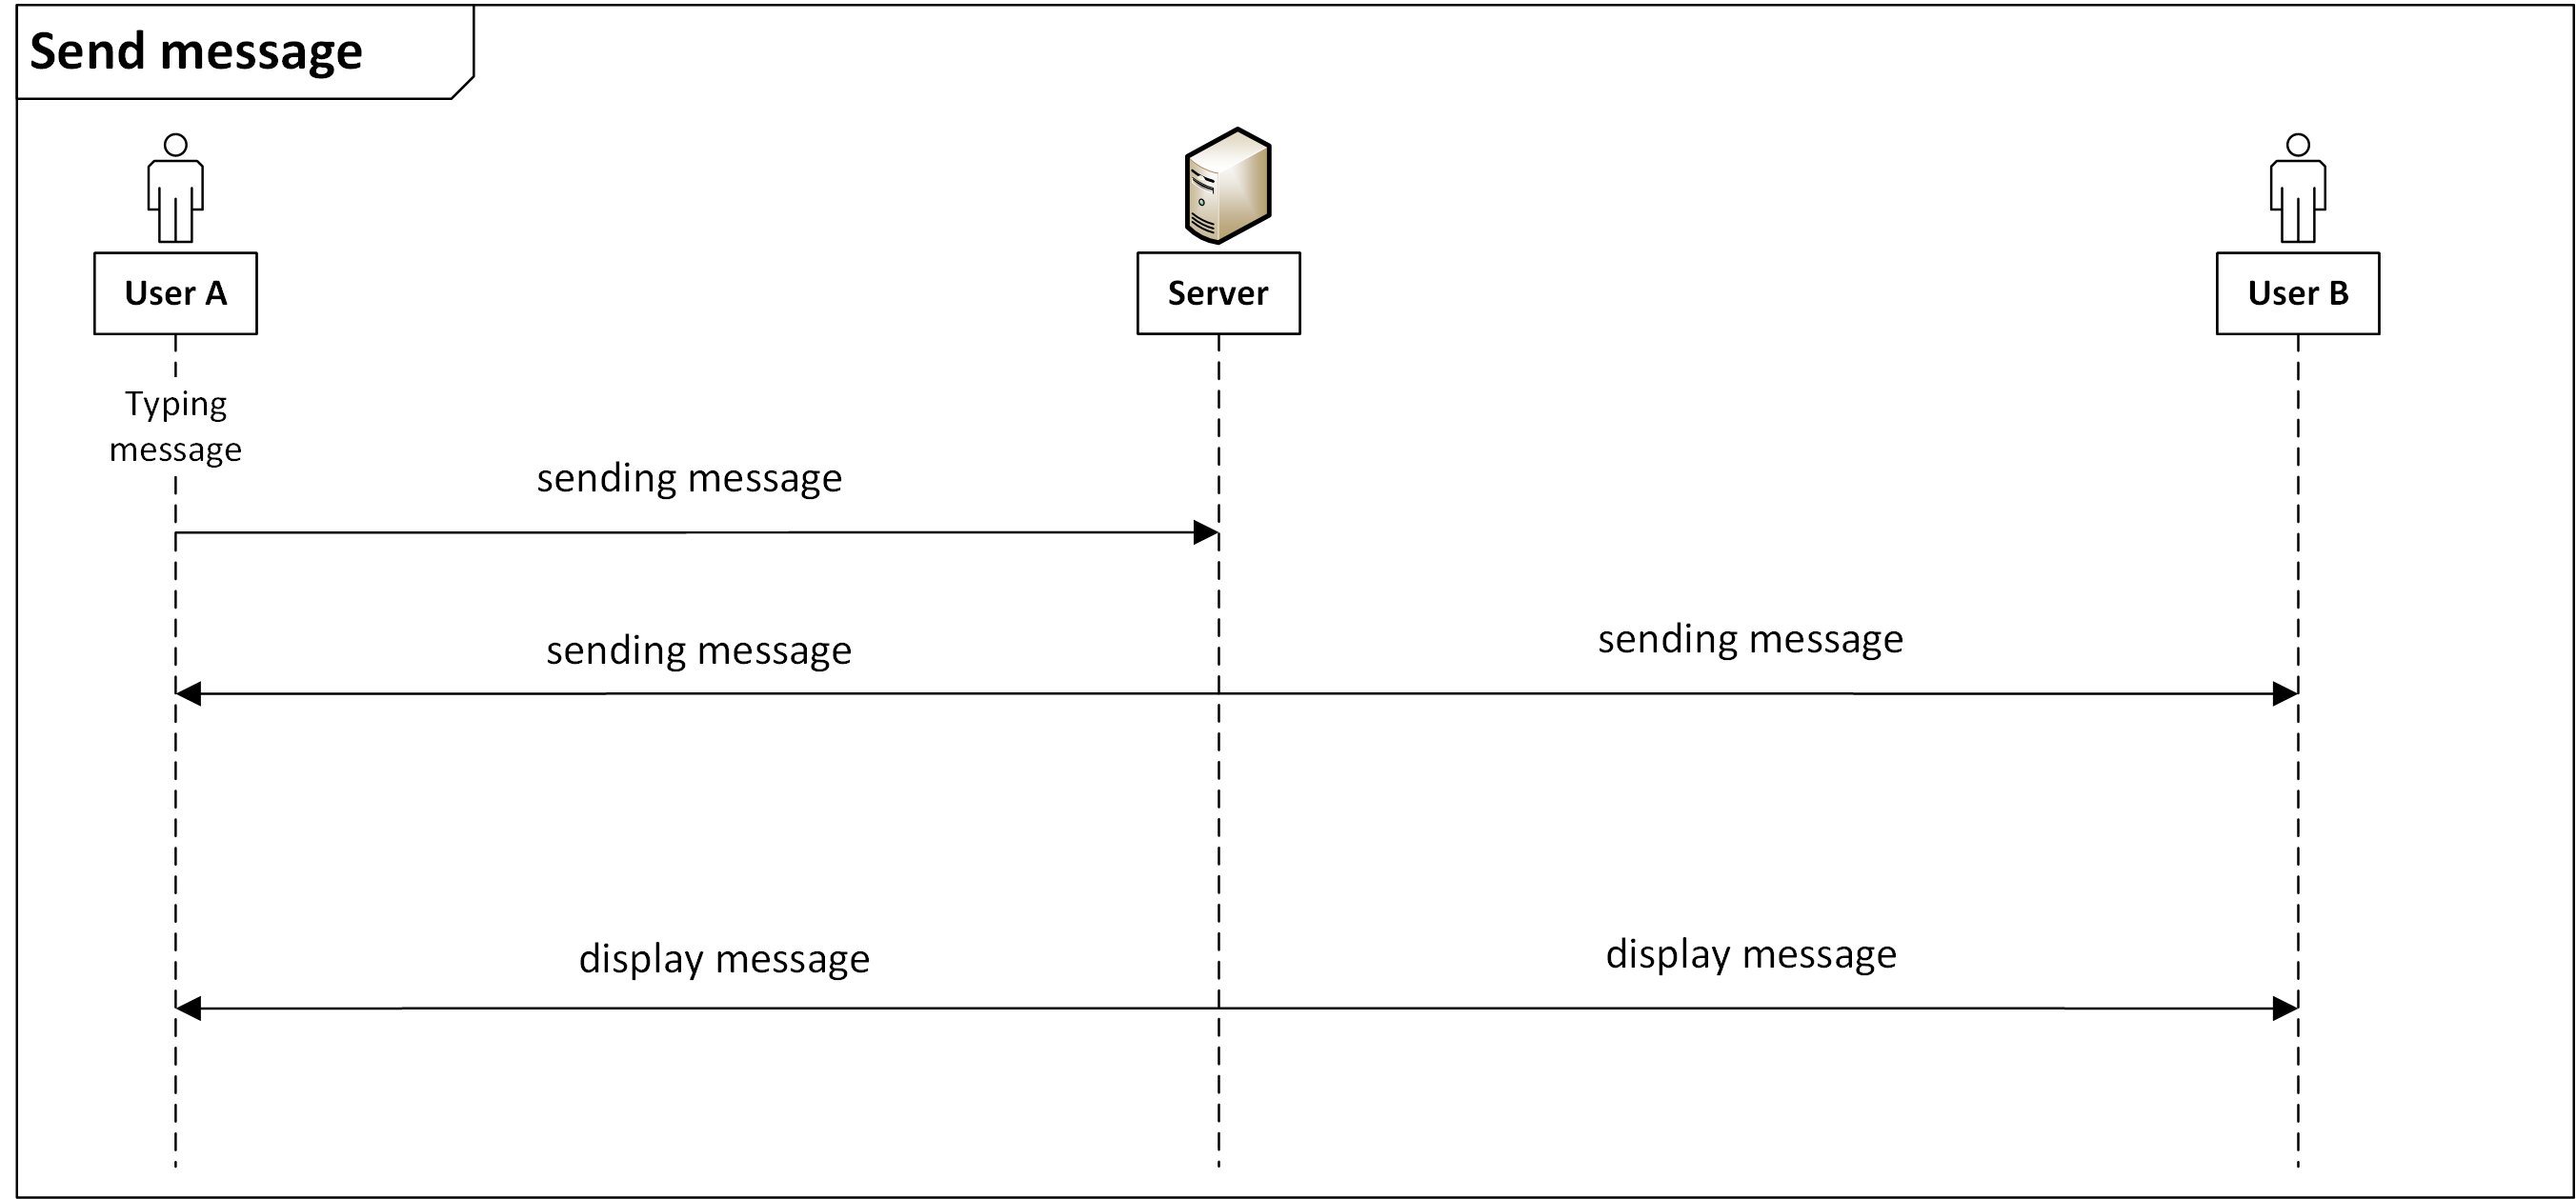 Send message
User A
Server
User B
Typing
message
sending message
sending message
sending message
display message
display message